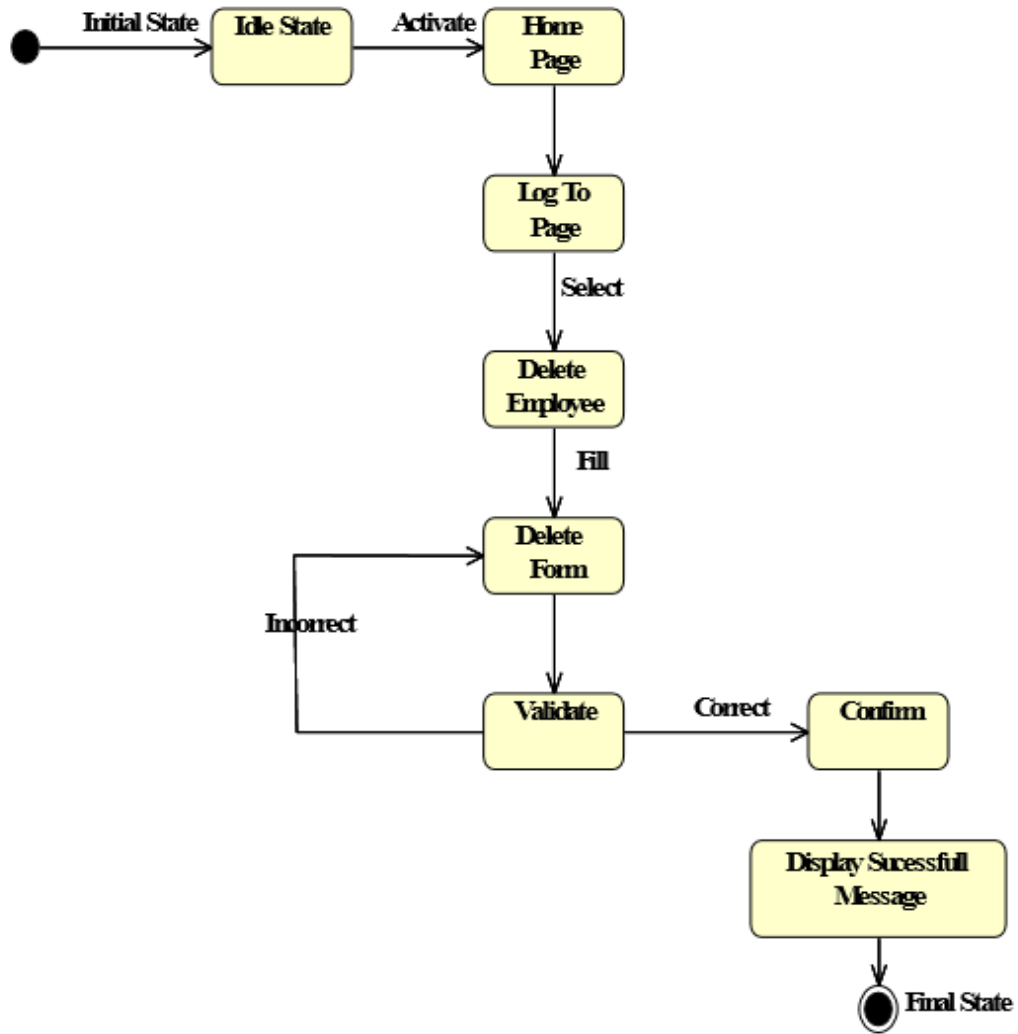 Initial State
Idle State
Activate
Home
Page
Log To
Page
Select
Delete
Employee
Fill
Delete
Form
Incorrect
Validate
Correct
Confirm
Display Sucessfull
Message
Final State